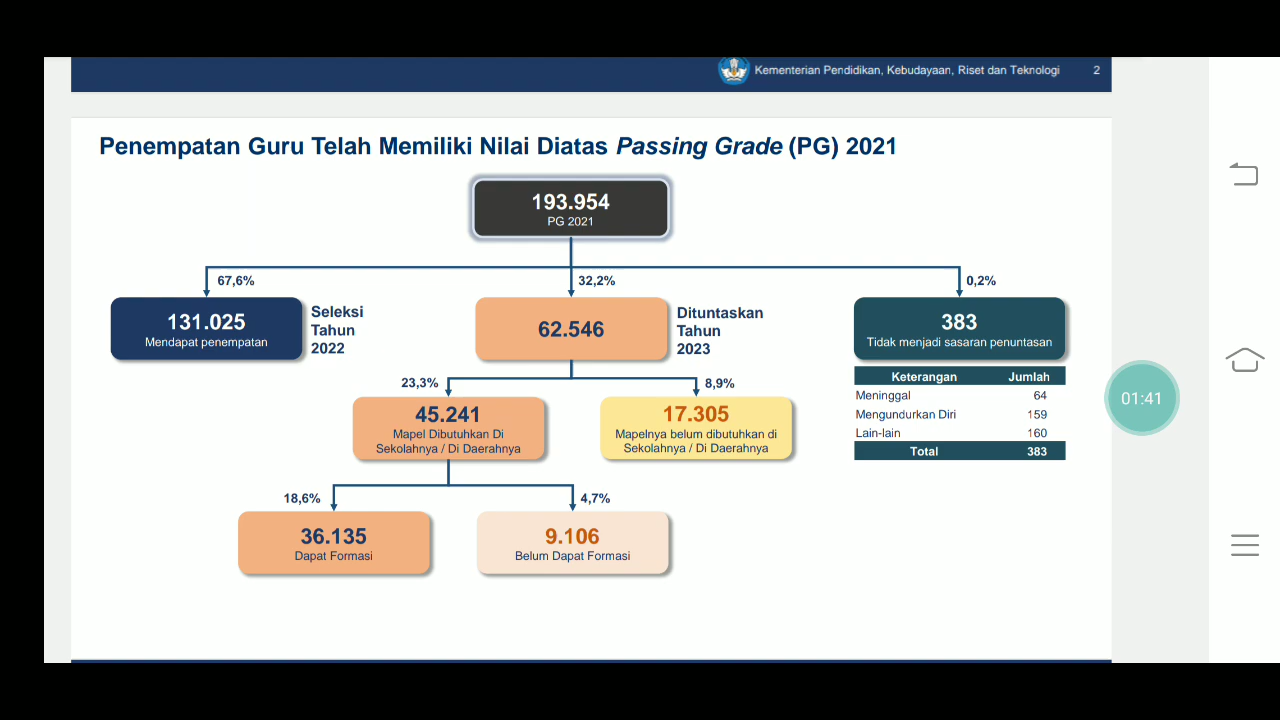 Kementerian Pendidikan, Kebudayaan, Riset dan Teknologi 2
Penempatan Guru Telah Memiliki Nilai Diatas Passing Grade (PG) 2021
193.954
PG 2021
67,6%
32,2%
0,2%
131.025
Mendapat penempatan
Seleksi
Tahun
2022
62.546
Dituntaskan
Tahun
2023
383
Tidak menjadi sasaran penuntasan
Keterangan Jumlah
Meninggal 64
Mengundurkan Diri 159
Lain-lain 160
Total 383
23,3%
8,9%
45.241
Mapel Dibutuhkan Di
Sekolahnya / Di Daerahnya
17.305
Mapelnya belum dibutuhkan di
Sekolahnya / Di Daerahnya
01:41
18,6%
4,7%
36.135
Dapat Formasi
9.106
Belum Dapat Formasi